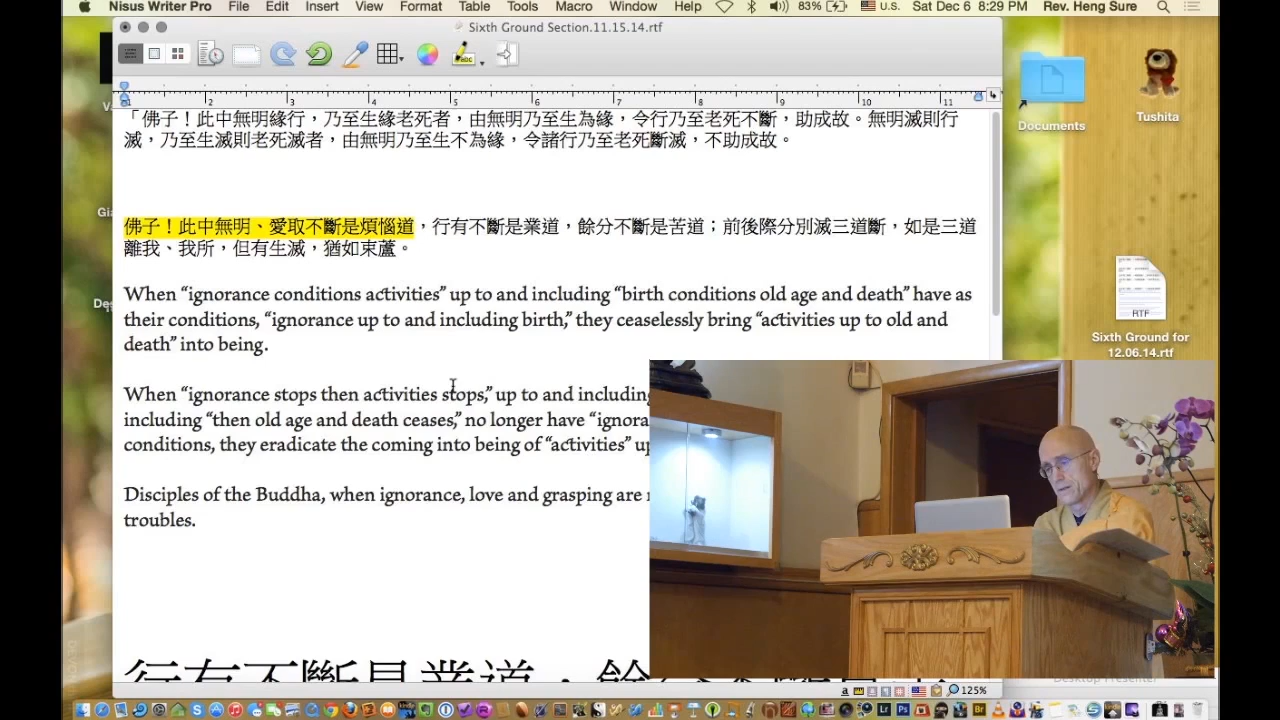 Nisus Writer Pro File Edit Insert View Format Table Tools Macro Window Help 83% U.S. Sat Dec 6 8:29 PM Rev. Heng Sure
Sixth Ground Section.11.15.14.rtf
abc
1 2 3 4 5 6 7 8 9 10 11
「佛子！此中無明緣行，乃至生緣老死者，由無明乃至生為緣，令行乃至老死不斷，助成故。無明滅則行
滅，乃至生滅則老死滅者，由無明乃至生不為緣，令諸行乃至老死斷滅，不助成故。
佛子！此中無明、愛取不斷是煩惱道，行有不斷是業道，餘分不斷是苦道；前後際分別滅三道斷，如是三道
離我、我所，但有生滅，猶如束蘆。
When “ignorance conditions activities” up to and including “birth conditions old age and death” have as
their conditions, “ignorance up to and including birth,” they ceaselessly bring “activities up to old and
death” into being.
When “ignorance stops then activities stops,” up to and including
including “then old age and death ceases,” no longer have “ignora
conditions, they eradicate the coming into being of “activities” up
Disciples of the Buddha, when ignorance, love and grasping are
troubles.
行有不斷是業道，餘
125%
Documents
Tushita
RTF
Sixth Ground for
12.06.14.rtf